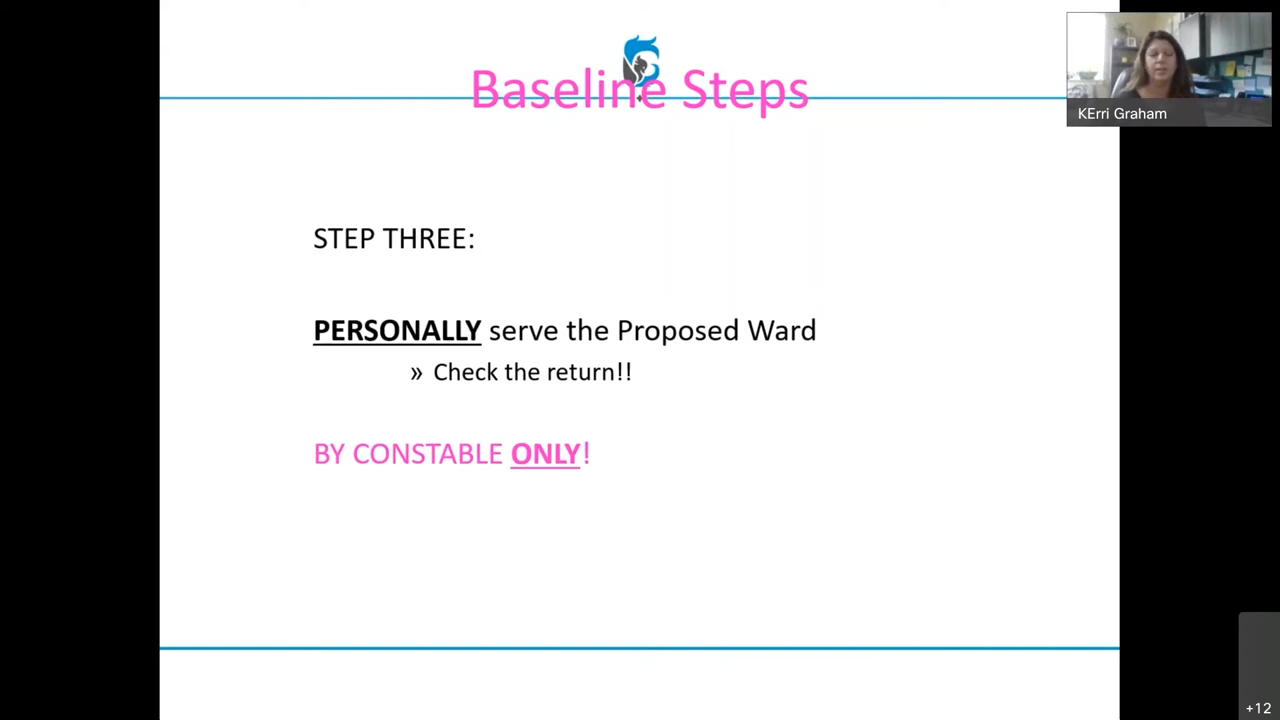 Baseline Steps
KErri Graham
STEP THREE:
PERSONALLY serve the Proposed Ward
» Check the return!!
BY CONSTABLE ONLY!
+12